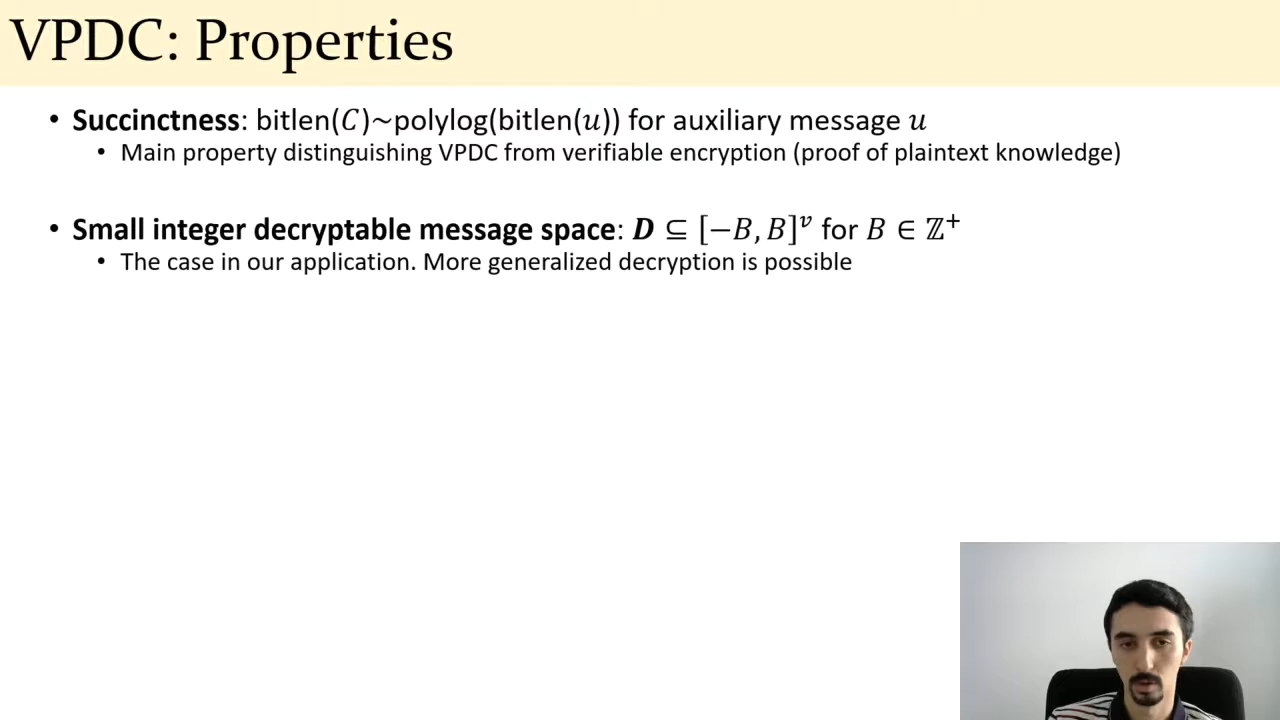 VPDC: Properties
• Succinctness: bitlen(𝐶)~polylog(bitlen(𝑢)) for auxiliary message 𝑢
• Main property distinguishing VPDC from verifiable encryption (proof of plaintext knowledge)
• Small integer decryptable message space: 𝑫 ⊆ [−𝐵, 𝐵]ᵛ for 𝐵 ∈ ℤ⁺
• The case in our application. More generalized decryption is possible